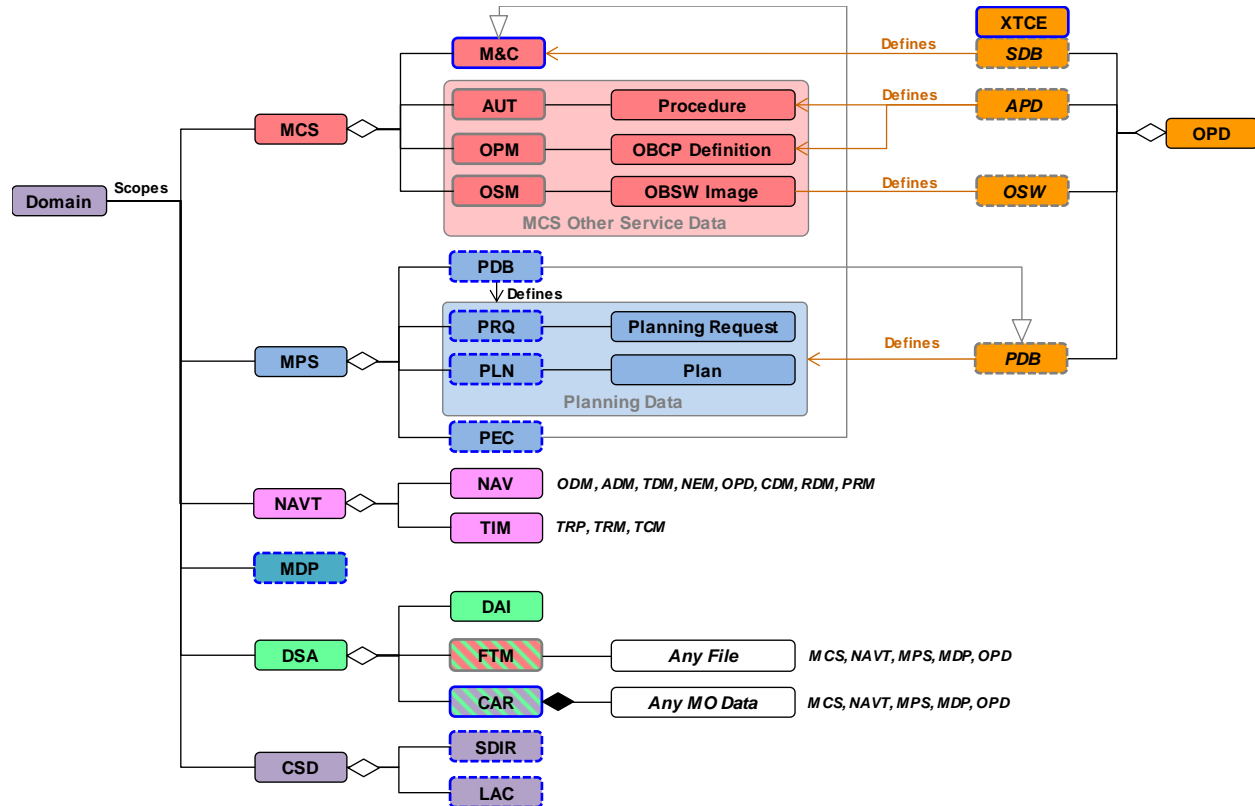 XTCE
M&C
Defines
SDB
AUT
Procedure
Defines
APD
MCS
OPD
OPM
OBCP Definition
Scopes
Domain
OSM
OBSW Image
Defines
OSW
MCS Other Service Data
PDB
Defines
PRQ
Planning Request
MPS
Defines
PDB
PLN
Plan
Planning Data
PEC
NAV
ODM, ADM, TDM, NEM, OPD, CDM, RDM, PRM
NAVT
TIM
TRP, TRM, TCM
MDP
DAI
DSA
FTM
Any File
MCS, NAVT, MPS, MDP, OPD
CAR
Any MO Data
MCS, NAVT, MPS, MDP, OPD
SDIR
CSD
LAC